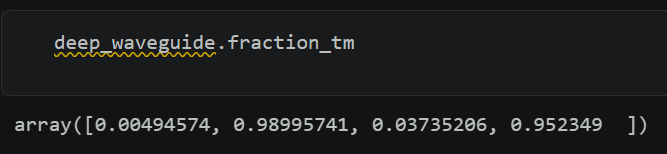 deep_waveguide.fraction_tm
array([0.00494574, 0.98995741, 0.03735206, 0.952349  ])